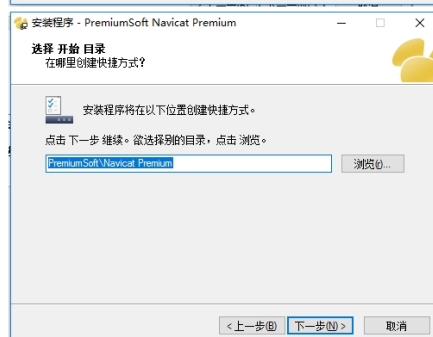 安装程序 - PremiumSoft Navicat Premium
选择 开始 目录
在哪里创建快捷方式?
安装程序将在以下位置创建快捷方式。
点击 下一步 继续。欲选择别的目录，点击 浏览。
PremiumSoft\Navicat Premium
浏览(R)...
<上一步(B)
下一步(N)>
取消